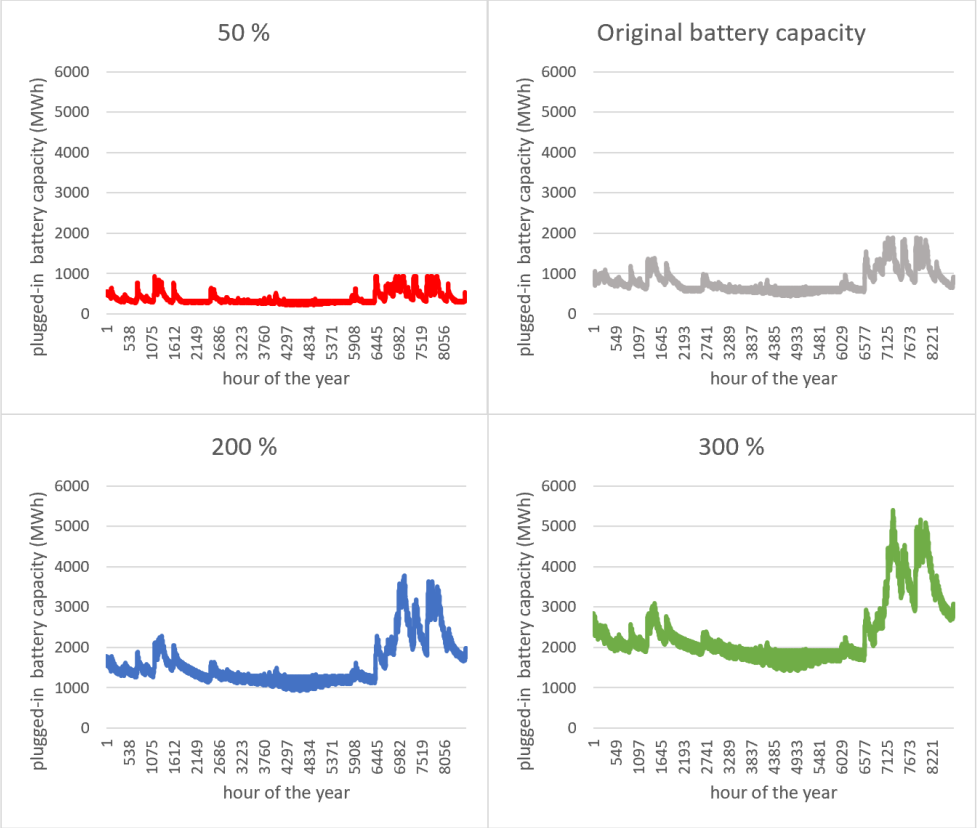 50 %
plugged-in battery capacity (MWh)
6000
5000
4000
3000
2000
1000
0
1 538 1075 1612 2149 2686 3223 3760 4297 4834 5371 5908 6445 6982 7519 8056
hour of the year
Original battery capacity
plugged-in battery capacity (MWh)
6000
5000
4000
3000
2000
1000
0
1 549 1097 1645 2193 2741 3289 3837 4385 4933 5481 6029 6577 7125 7673 8221
hour of the year
200 %
plugged-in battery capacity (MWh)
6000
5000
4000
3000
2000
1000
0
1 538 1075 1612 2149 2686 3223 3760 4297 4834 5371 5908 6445 6982 7519 8056
hour of the year
300 %
plugged-in battery capacity (MWh)
6000
5000
4000
3000
2000
1000
0
1 549 1097 1645 2193 2741 3289 3837 4385 4933 5481 6029 6577 7125 7673 8221
hour of the year